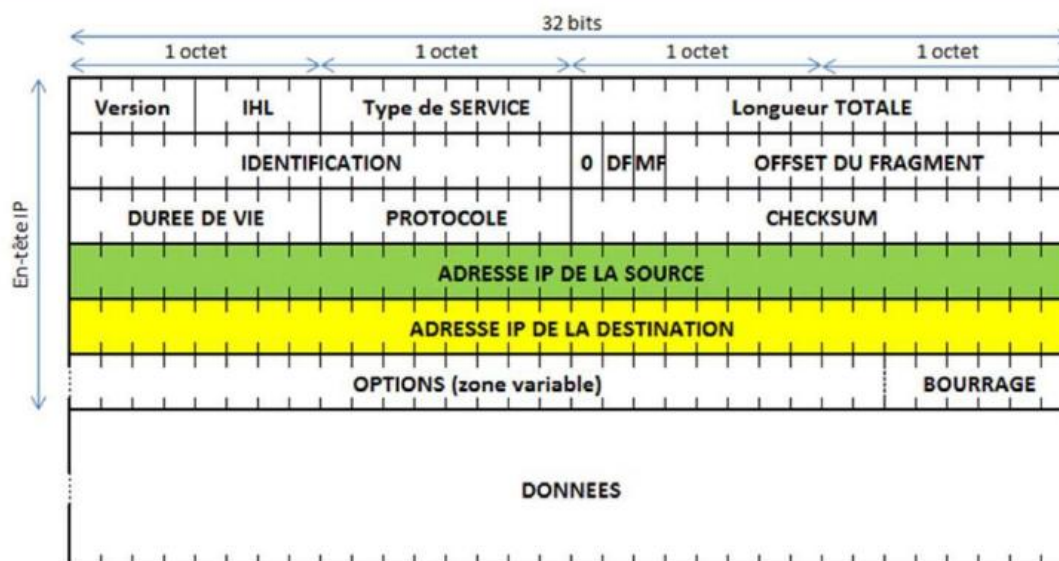 32 bits
1 octet 1 octet 1 octet 1 octet
En-tête IP
Version IHL Type de SERVICE Longueur TOTALE
IDENTIFICATION 0 DF MF OFFSET DU FRAGMENT
DUREE DE VIE PROTOCOLE CHECKSUM
ADRESSE IP DE LA SOURCE
ADRESSE IP DE LA DESTINATION
OPTIONS (zone variable) BOURRAGE
DONNEES